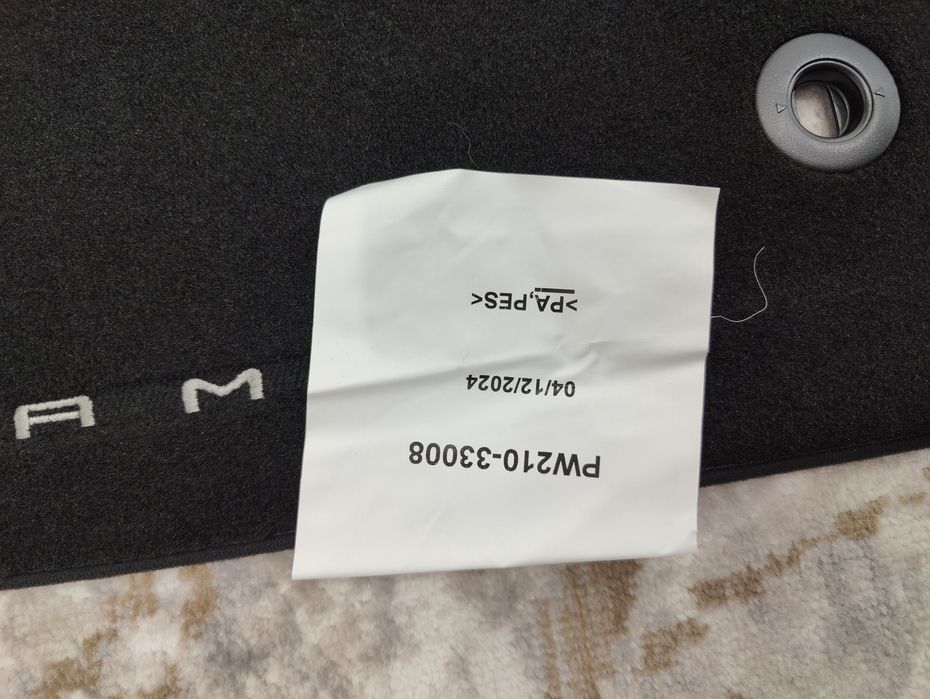 A M
PW210-33008
04/12/2024
>PA,PES<